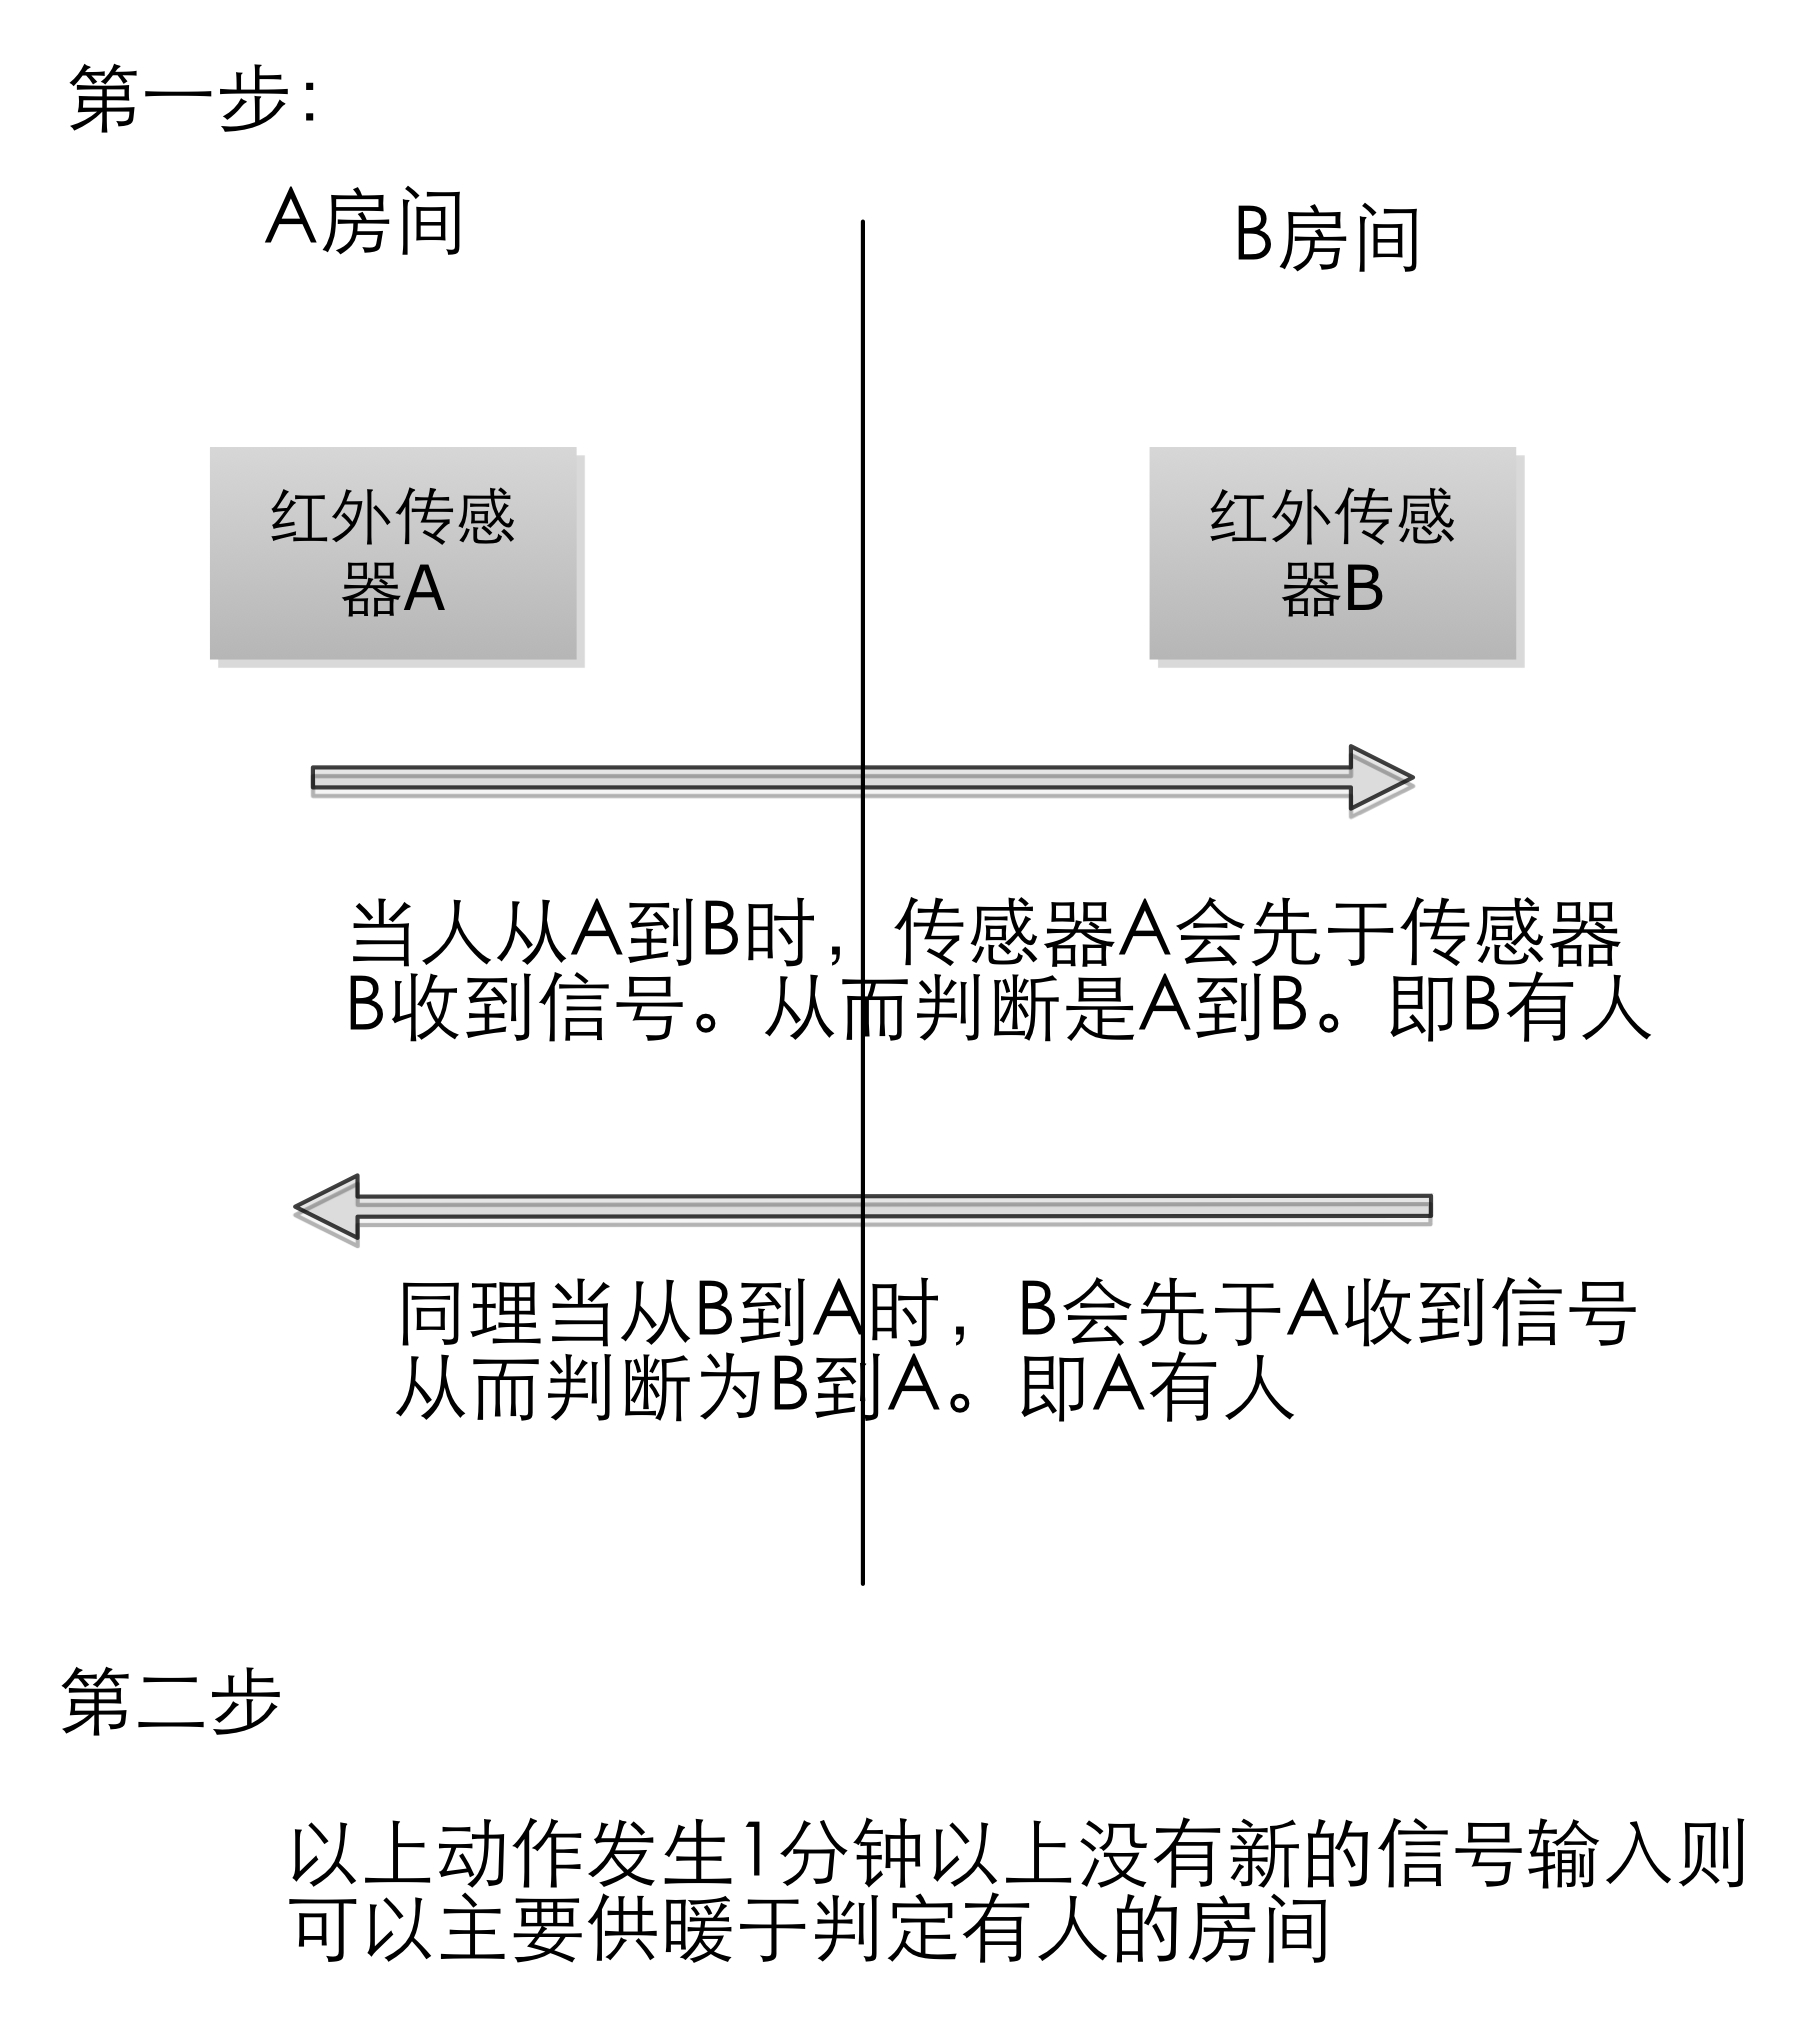 第一步：
A房间
B房间
红外传感
器A
红外传感
器B
当人从A到B时，传感器A会先于传感器
B收到信号。从而判断是A到B。即B有人
同理当从B到A时，B会先于A收到信号
从而判断为B到A。即A有人
第二步
以上动作发生1分钟以上没有新的信号输入则
可以主要供暖于判定有人的房间